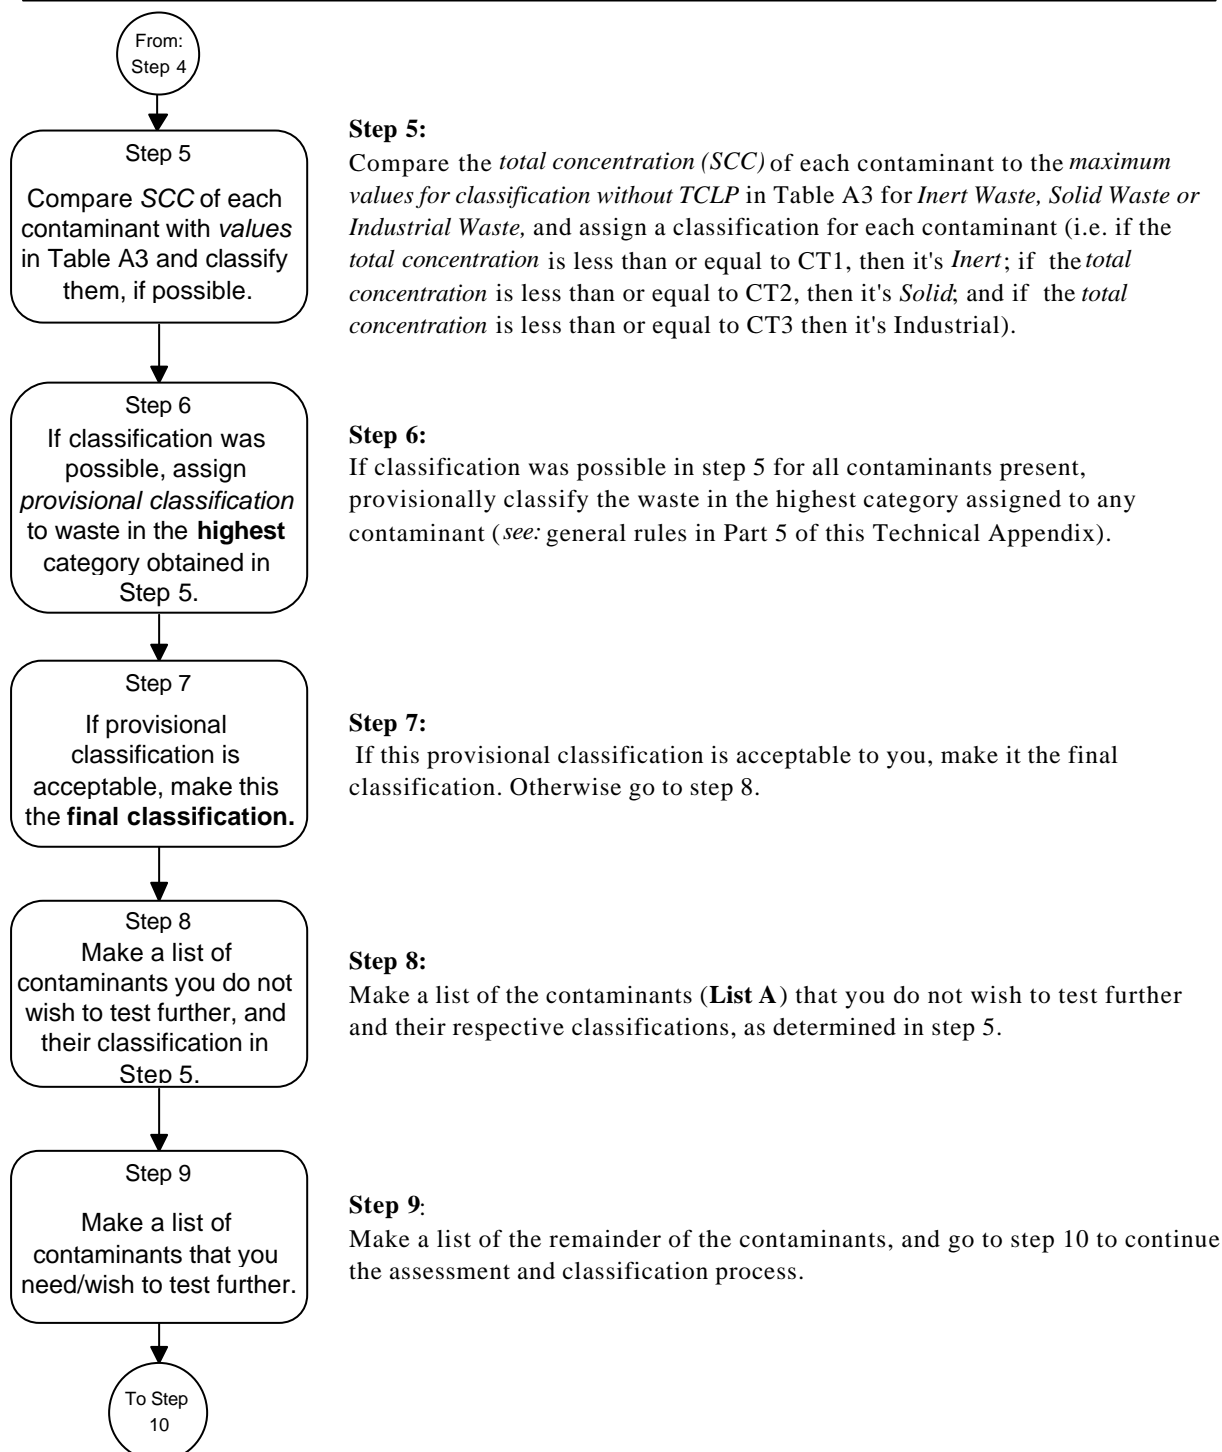 From:
Step 4
Step 5
Compare SCC of each
contaminant with values
in Table A3 and classify
them, if possible.
Step 5:
Compare the total concentration (SCC) of each contaminant to the maximum
values for classification without TCLP in Table A3 for Inert Waste, Solid Waste or
Industrial Waste, and assign a classification for each contaminant (i.e. if the
total concentration is less than or equal to CT1, then it's Inert; if the total
concentration is less than or equal to CT2, then it's Solid; and if the total
concentration is less than or equal to CT3 then it's Industrial).
Step 6
If classification was
possible, assign
provisional classification
to waste in the highest
category obtained in
Step 5.
Step 6:
If classification was possible in step 5 for all contaminants present,
provisionally classify the waste in the highest category assigned to any
contaminant (see: general rules in Part 5 of this Technical Appendix).
Step 7
If provisional
classification is
acceptable, make this
the final classification.
Step 7:
If this provisional classification is acceptable to you, make it the final
classification. Otherwise go to step 8.
Step 8
Make a list of
contaminants you do not
wish to test further, and
their classification in
Step 5.
Step 8:
Make a list of the contaminants (List A) that you do not wish to test further
and their respective classifications, as determined in step 5.
Step 9
Make a list of
contaminants that you
need/wish to test further.
Step 9:
Make a list of the remainder of the contaminants, and go to step 10 to continue
the assessment and classification process.
To Step
10